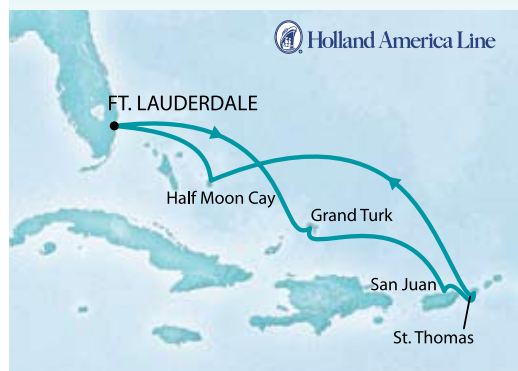 Holland America Line
FT. LAUDERDALE
Half Moon Cay
Grand Turk
San Juan
St. Thomas